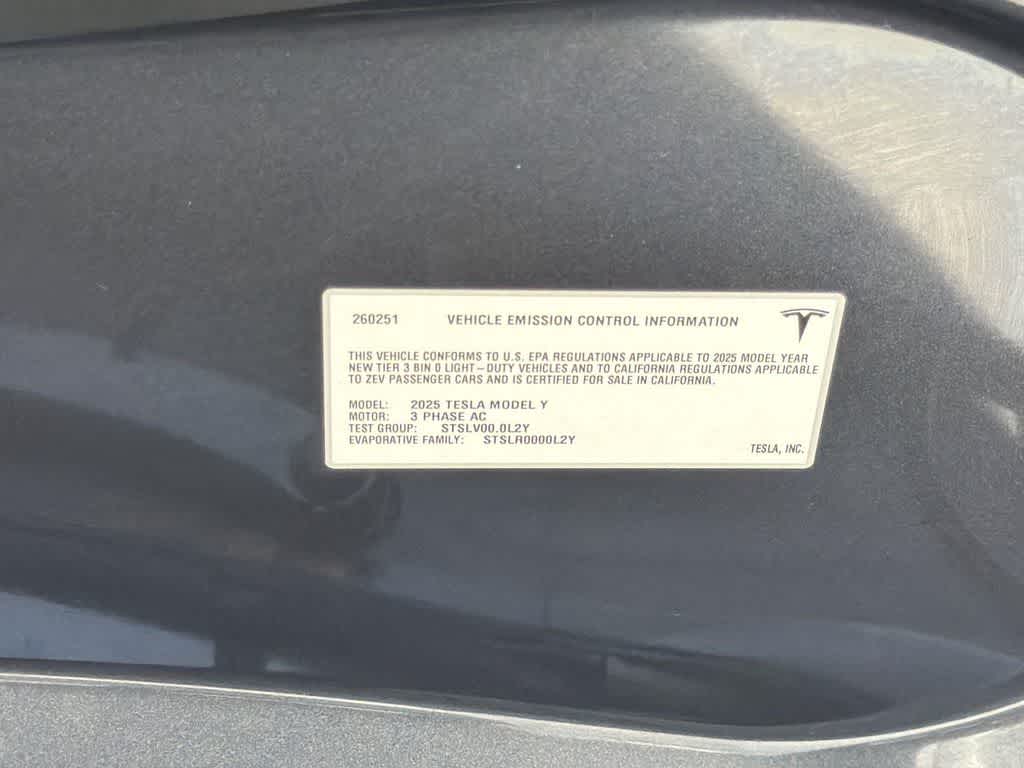 260251 VEHICLE EMISSION CONTROL INFORMATION
THIS VEHICLE CONFORMS TO U.S. EPA REGULATIONS APPLICABLE TO 2025 MODEL YEAR
NEW TIER 3 BIN 0 LIGHT-DUTY VEHICLES AND TO CALIFORNIA REGULATIONS APPLICABLE
TO ZEV PASSENGER CARS AND IS CERTIFIED FOR SALE IN CALIFORNIA.
MODEL: 2025 TESLA MODEL Y
MOTOR: 3 PHASE AC
TEST GROUP: STSLV00.0L2Y
EVAPORATIVE FAMILY: STSLR0000L2Y
TESLA, INC.